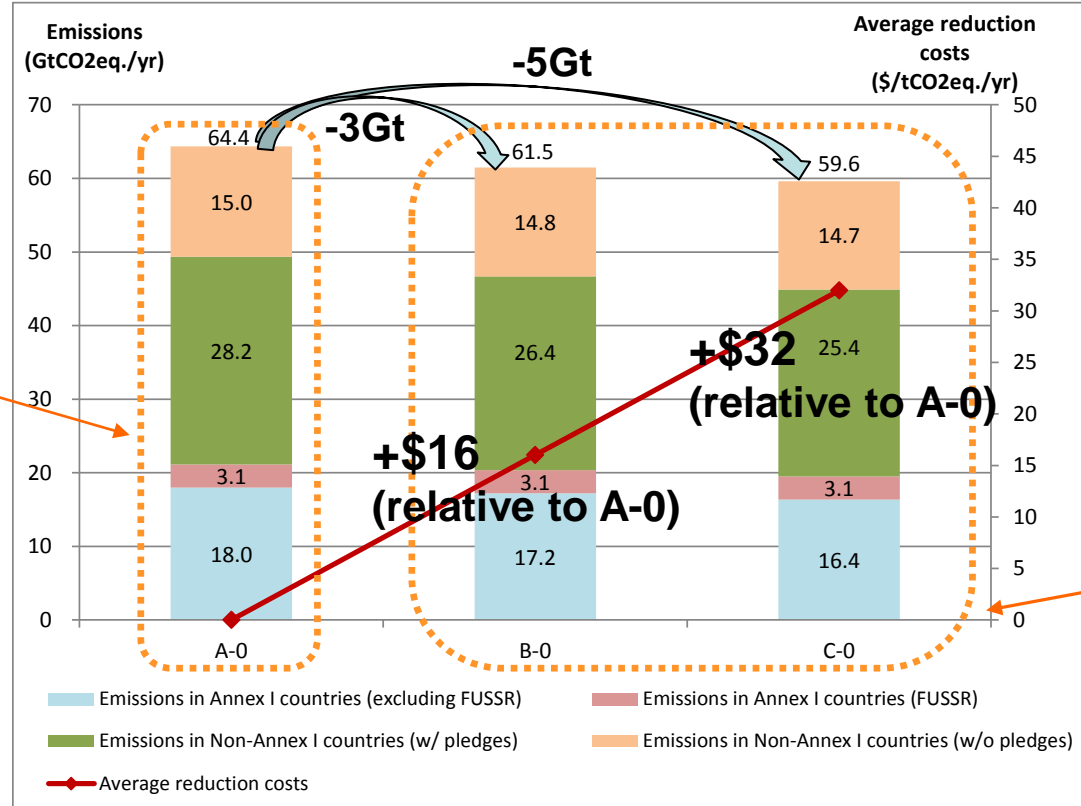 Emissions
(GtCO2eq./yr)
Average reduction
costs
($/tCO2eq./yr)
-5Gt
-3Gt
70
60
50
40
30
20
10
0
50
45
40
35
30
25
20
15
10
5
0
64.4
15.0
28.2
3.1
18.0
61.5
14.8
26.4
3.1
17.2
59.6
14.7
25.4
3.1
16.4
+$16
(relative to A-0)
+$32
(relative to A-0)
A-0
B-0
C-0
Emissions in Annex I countries (excluding FUSSR)
Emissions in Annex I countries (FUSSR)
Emissions in Non-Annex I countries (w/ pledges)
Emissions in Non-Annex I countries (w/o pledges)
Average reduction costs